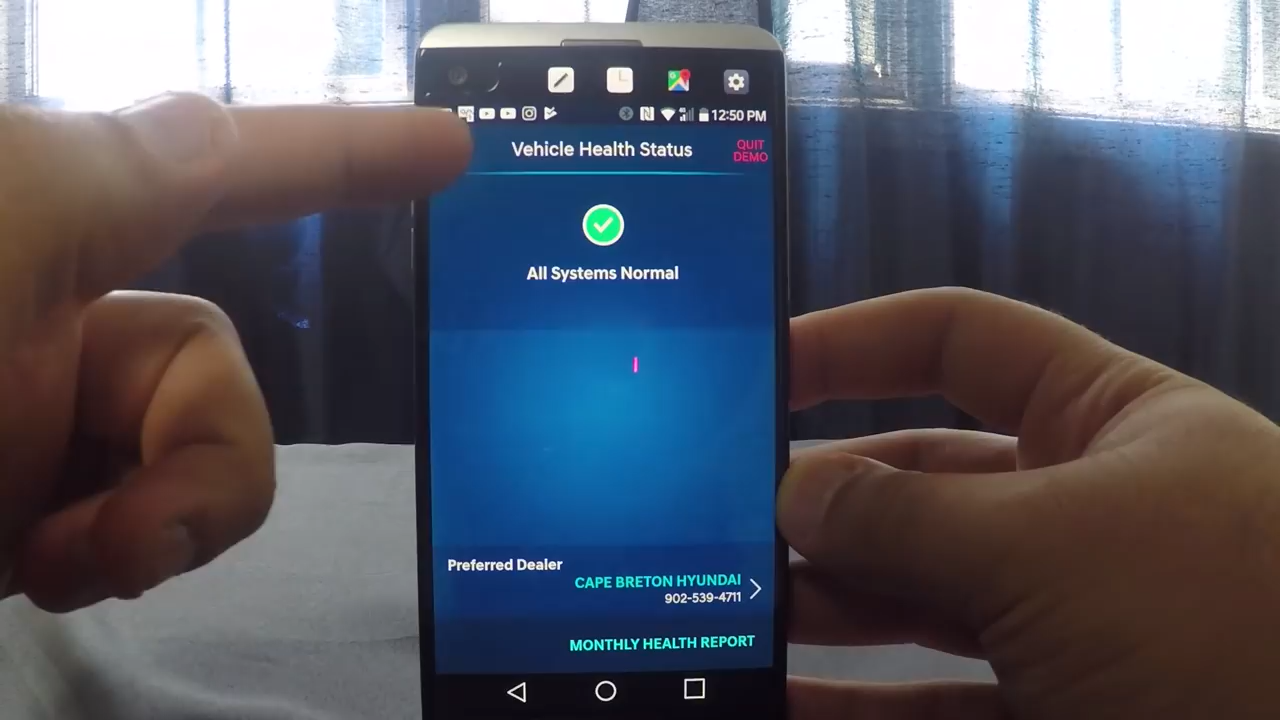 12:50 PM
Vehicle Health Status
QUIT
DEMO
All Systems Normal
Preferred Dealer
CAPE BRETON HYUNDAI
902-539-4711
MONTHLY HEALTH REPORT